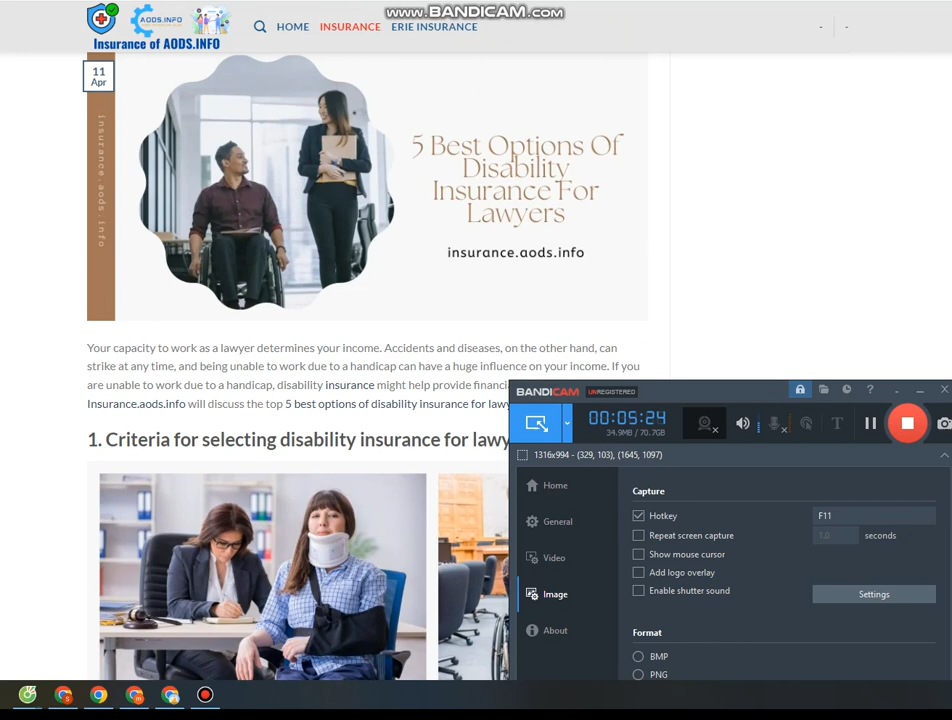 www.BANDICAM.com
AODS.INFO
Insurance of AODS.INFO
HOME INSURANCE ERIE INSURANCE
- -
11
Apr
insurance.aods.info
5 Best Options Of
Disability
Insurance For
Lawyers
insurance.aods.info
Your capacity to work as a lawyer determines your income. Accidents and diseases, on the other hand, can
strike at any time, and being unable to work due to a handicap can have a huge influence on your income. If you
are unable to work due to a handicap, disability insurance might help provide financi
Insurance.aods.info will discuss the top 5 best options of disability insurance for lawy
1. Criteria for selecting disability insurance for lawy
BANDICAM UNREGISTERED
00:05:24
34.9MB / 70.7GB
1316x994 - (329, 103), (1645, 1097)
Home
General
Video
Image
About
Capture
Hotkey F11
Repeat screen capture 1.0 seconds
Show mouse cursor
Add logo overlay
Enable shutter sound
Settings
Format
BMP
PNG